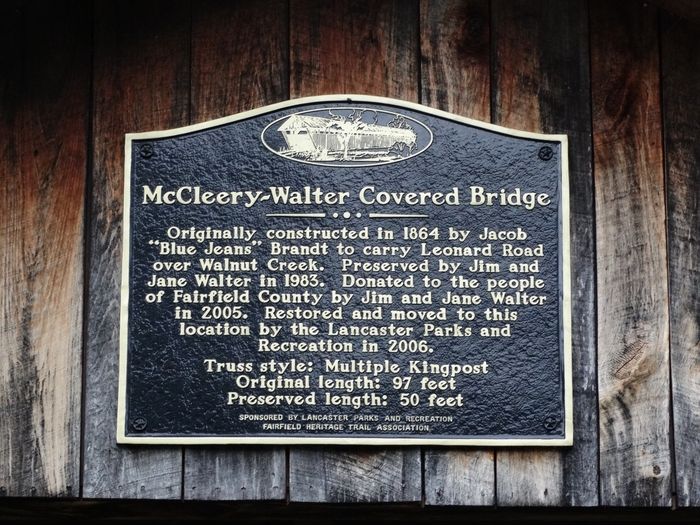 McCleery-Walter Covered Bridge
Originally constructed in 1864 by Jacob
"Blue Jeans" Brandt to carry Leonard Road
over Walnut Creek. Preserved by Jim and
Jane Walter in 1983. Donated to the people
of Fairfield County by Jim and Jane Walter
in 2005. Restored and moved to this
location by the Lancaster Parks and
Recreation in 2006.
Truss style: Multiple Kingpost
Original length: 97 feet
Preserved length: 50 feet
SPONSORED BY LANCASTER PARKS AND RECREATION
FAIRFIELD HERITAGE TRAIL ASSOCIATION